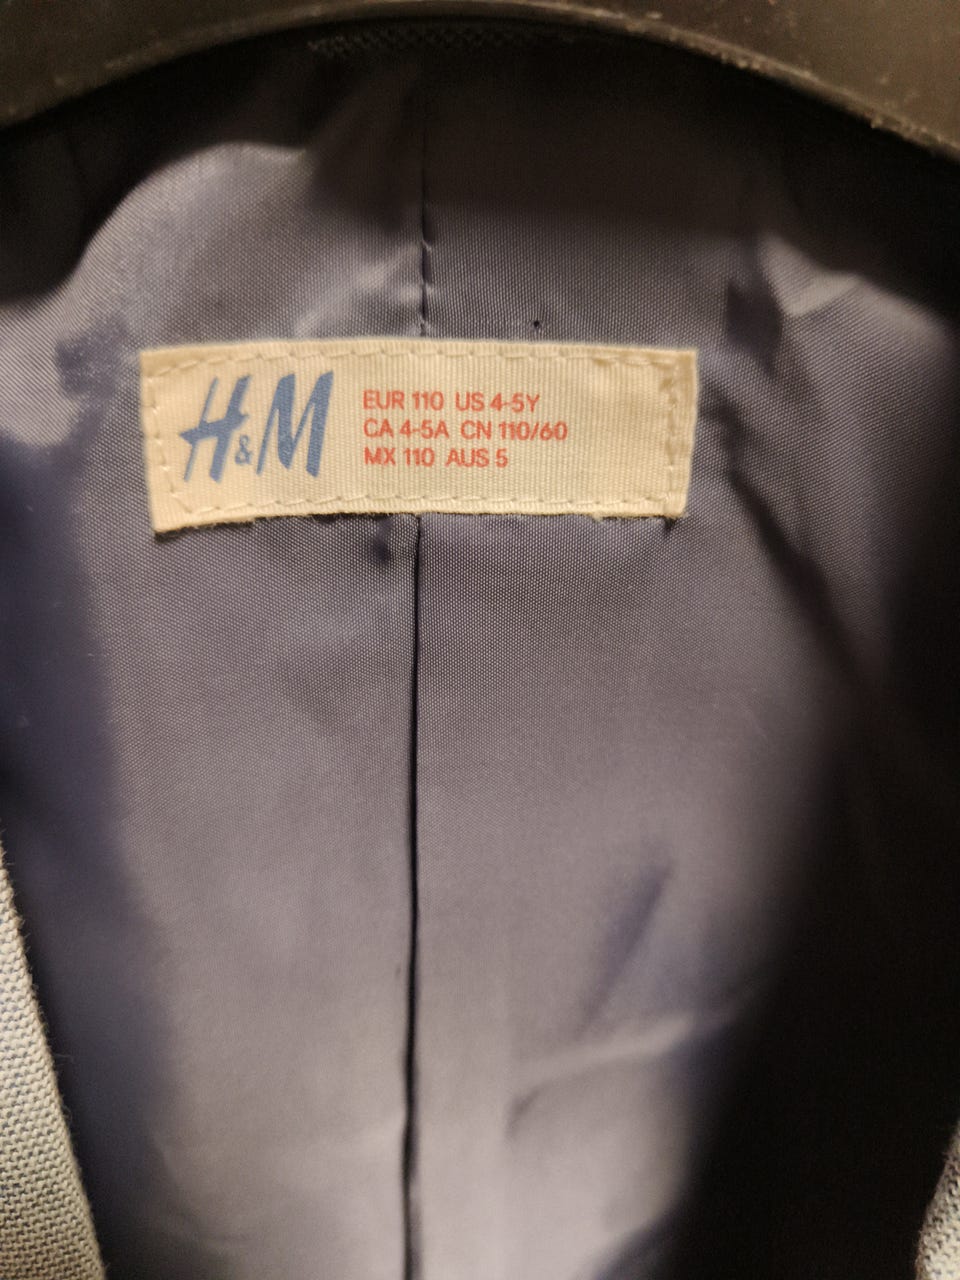 H&M
EUR 110 US 4-5Y
CA 4-5A CN 110/60
MX 110 AUS 5